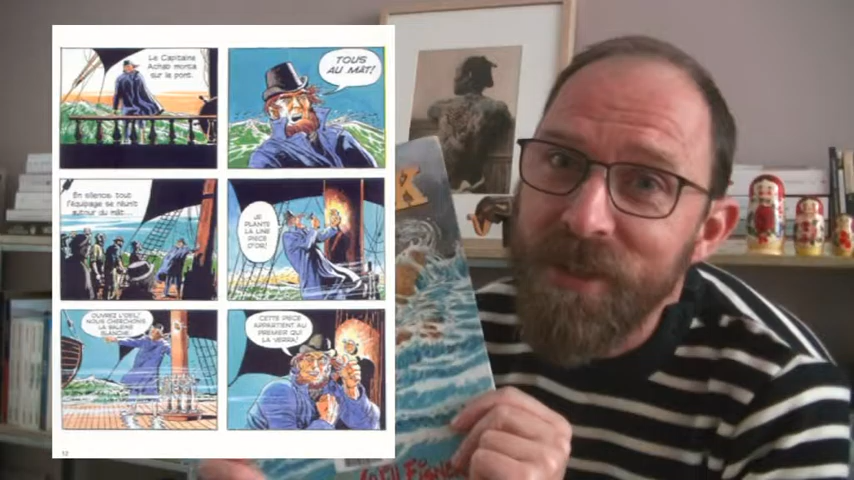 Le Capitaine
Achab monta
sur le pont.
TOUS
AU MÂT!
En silence, tout
l'équipage se réunit
autour du mât...
JE
PLANTE
LÀ UNE
PIÈCE
D'OR!
OUVREZ L'OEIL!
NOUS CHERCHONS
LA BALEINE
BLANCHE.
CETTE PIÈCE
APPARTIENT AU
PREMIER QUI
LA VERRA!
12
K